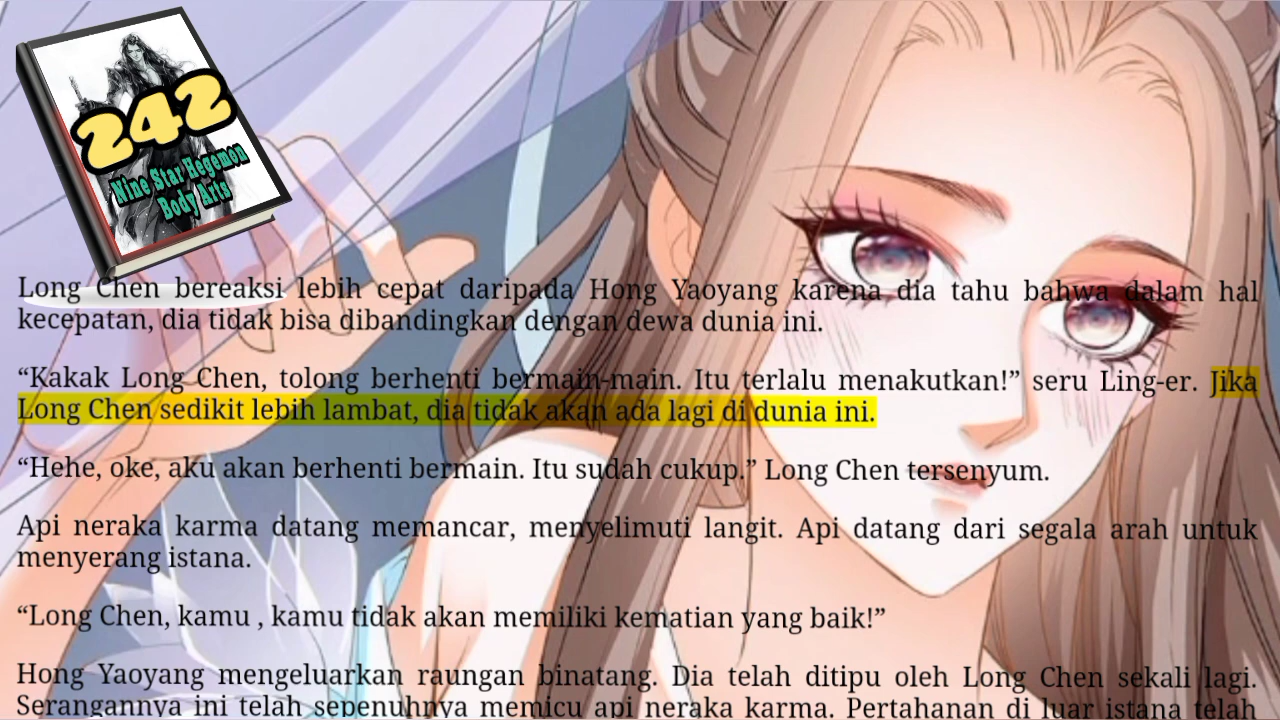 242
Nine Star Hegemon
Body Arts
Long Chen bereaksi lebih cepat daripada Hong Yaoyang karena dia tahu bahwa dalam hal
kecepatan, dia tidak bisa dibandingkan dengan dewa dunia ini.
“Kakak Long Chen, tolong berhenti bermain-main. Itu terlalu menakutkan!” seru Ling-er. Jika
Long Chen sedikit lebih lambat, dia tidak akan ada lagi di dunia ini.
“Hehe, oke, aku akan berhenti bermain. Itu sudah cukup.” Long Chen tersenyum.
Api neraka karma datang memancar, menyelimuti langit. Api datang dari segala arah untuk
menyerang istana.
“Long Chen, kamu , kamu tidak akan memiliki kematian yang baik!”
Hong Yaoyang mengeluarkan raungan binatang. Dia telah ditipu oleh Long Chen sekali lagi.
Serangannya ini telah sepenuhnya memicu api neraka karma. Pertahanan di luar istana telah